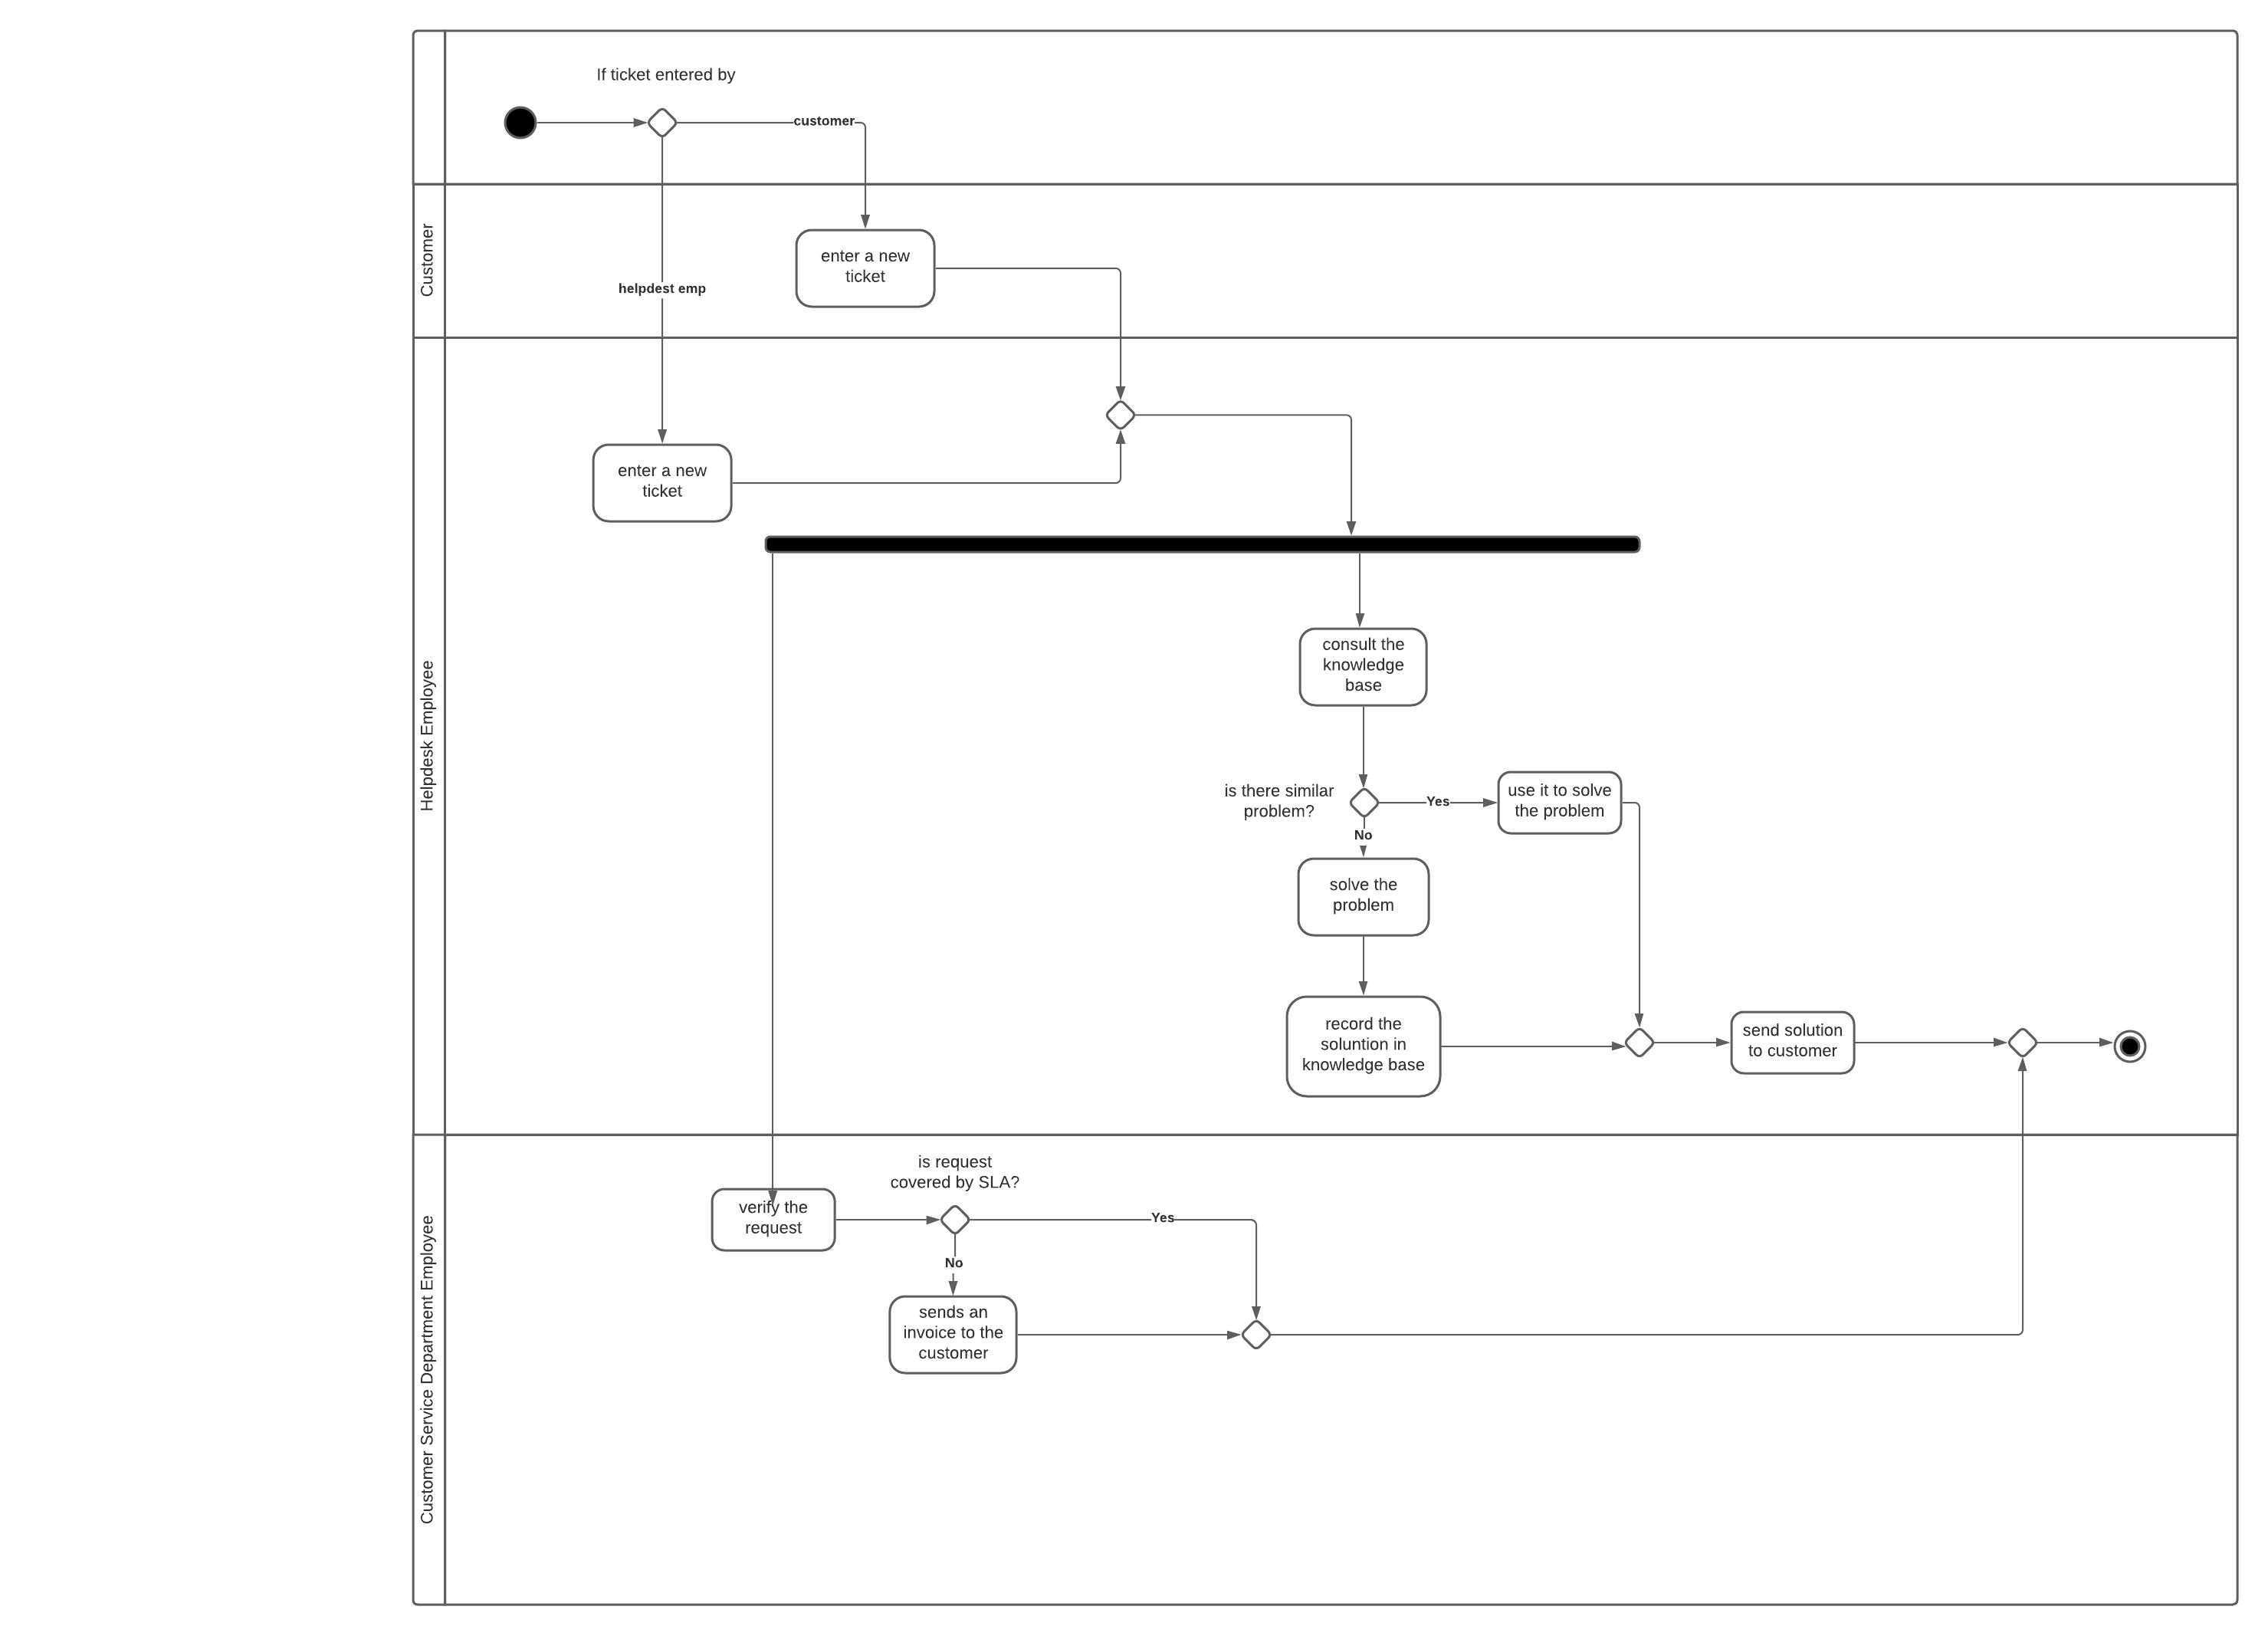 If ticket entered by
customer
Customer
enter a new
ticket
helpdest emp
Helpdesk Employee
enter a new
ticket
consult the
knowledge
base
is there similar
problem?
Yes
use it to solve
the problem
No
solve the
problem
record the
soluntion in
knowledge base
send solution
to customer
Customer Service Department Employee
is request
covered by SLA?
verify the
request
Yes
No
sends an
invoice to the
customer